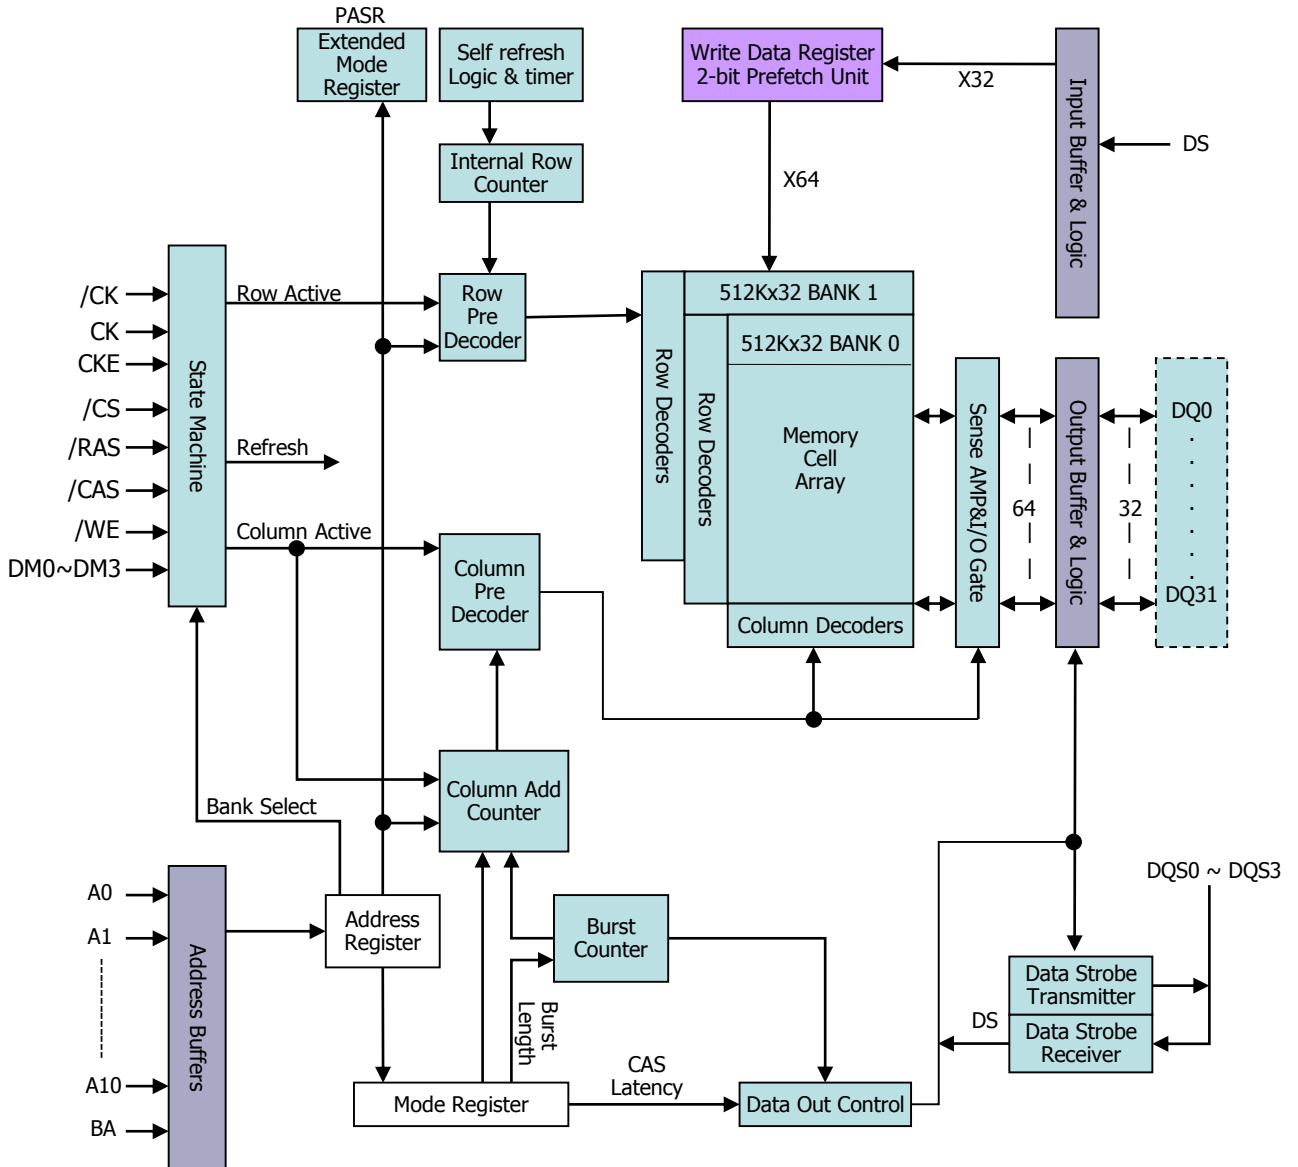 PASR
Extended
Mode
Register
Self refresh
Logic & timer
Write Data Register
2-bit Prefetch Unit
X32
Input Buffer & Logic
DS
Internal Row
Counter
X64
/CK
CK
CKE
/CS
/RAS
/CAS
/WE
DM0~DM3
State Machine
Row Active
Refresh
Column Active
Row
Pre
Decoder
Row Decoders
512Kx32 BANK 1
Row Decoders
512Kx32 BANK 0
Memory
Cell
Array
Column Decoders
Sense AMP&I/O Gate
64
Output Buffer & Logic
32
DQ0
DQ31
Column
Pre
Decoder
Bank Select
Column Add
Counter
A0
A1
A10
BA
Address Buffers
Address
Register
Burst
Counter
Burst
Length
Mode Register
CAS
Latency
Data Out Control
DQS0 ~ DQS3
Data Strobe
Transmitter
DS
Data Strobe
Receiver